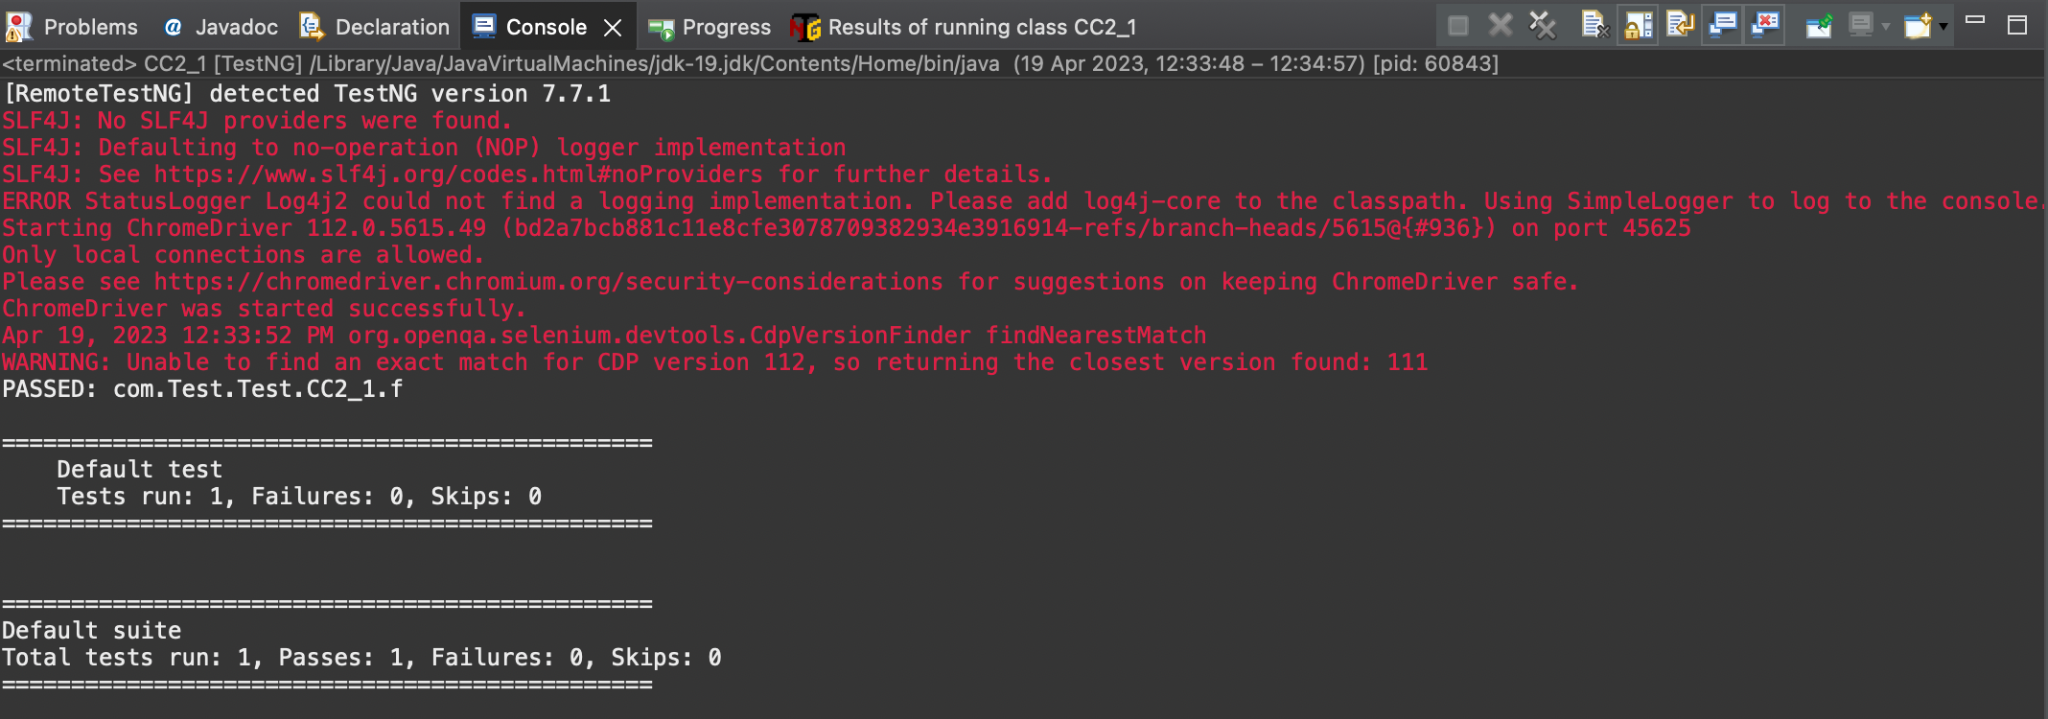 Problems Javadoc Declaration Console Progress Results of running class CC2_1
<terminated> CC2_1 [TestNG] /Library/Java/JavaVirtualMachines/jdk-19.jdk/Contents/Home/bin/java (19 Apr 2023, 12:33:48 – 12:34:57) [pid: 60843]
[RemoteTestNG] detected TestNG version 7.7.1
SLF4J: No SLF4J providers were found.
SLF4J: Defaulting to no-operation (NOP) logger implementation
SLF4J: See https://www.slf4j.org/codes.html#noProviders for further details.
ERROR StatusLogger Log4j2 could not find a logging implementation. Please add log4j-core to the classpath. Using SimpleLogger to log to the console.
Starting ChromeDriver 112.0.5615.49 (bd2a7bcb881c11e8cfe3078709382934e3916914-refs/branch-heads/5615@{#936}) on port 45625
Only local connections are allowed.
Please see https://chromedriver.chromium.org/security-considerations for suggestions on keeping ChromeDriver safe.
ChromeDriver was started successfully.
Apr 19, 2023 12:33:52 PM org.openqa.selenium.devtools.CdpVersionFinder findNearestMatch
WARNING: Unable to find an exact match for CDP version 112, so returning the closest version found: 111
PASSED: com.Test.Test.CC2_1.f
===============================================
    Default test
    Tests run: 1, Failures: 0, Skips: 0
===============================================
===============================================
Default suite
Total tests run: 1, Passes: 1, Failures: 0, Skips: 0
===============================================